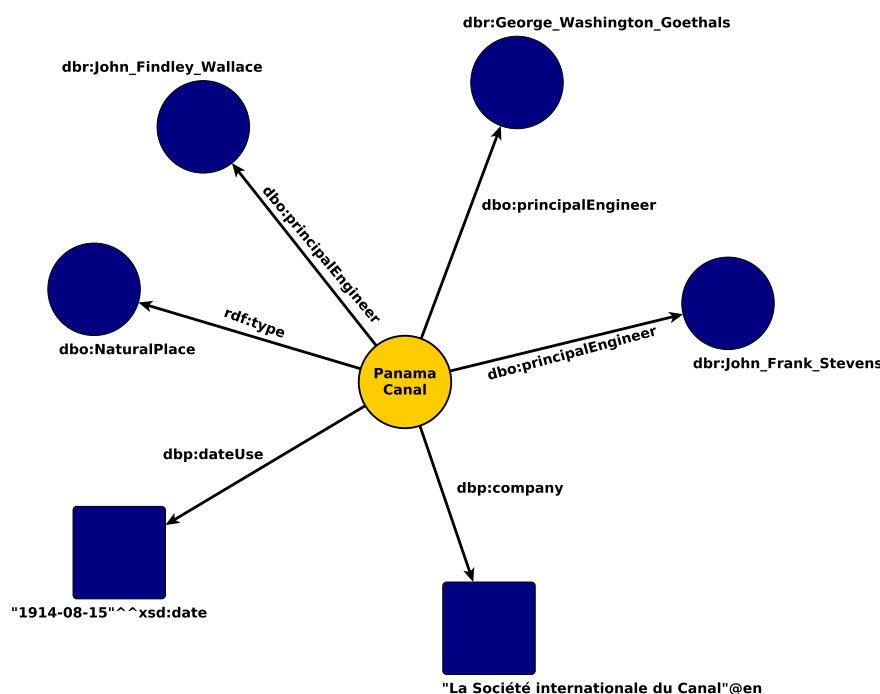 dbr:George_Washington_Goethals
dbr:John_Findley_Wallace
dbo:principalEngineer
dbo:principalEngineer
rdf:type
dbo:NaturalPlace
dbo:principalEngineer
dbr:John_Frank_Stevens
Panama
Canal
dbp:dateUse
dbp:company
"1914-08-15"^^xsd:date
"La Société internationale du Canal"@en